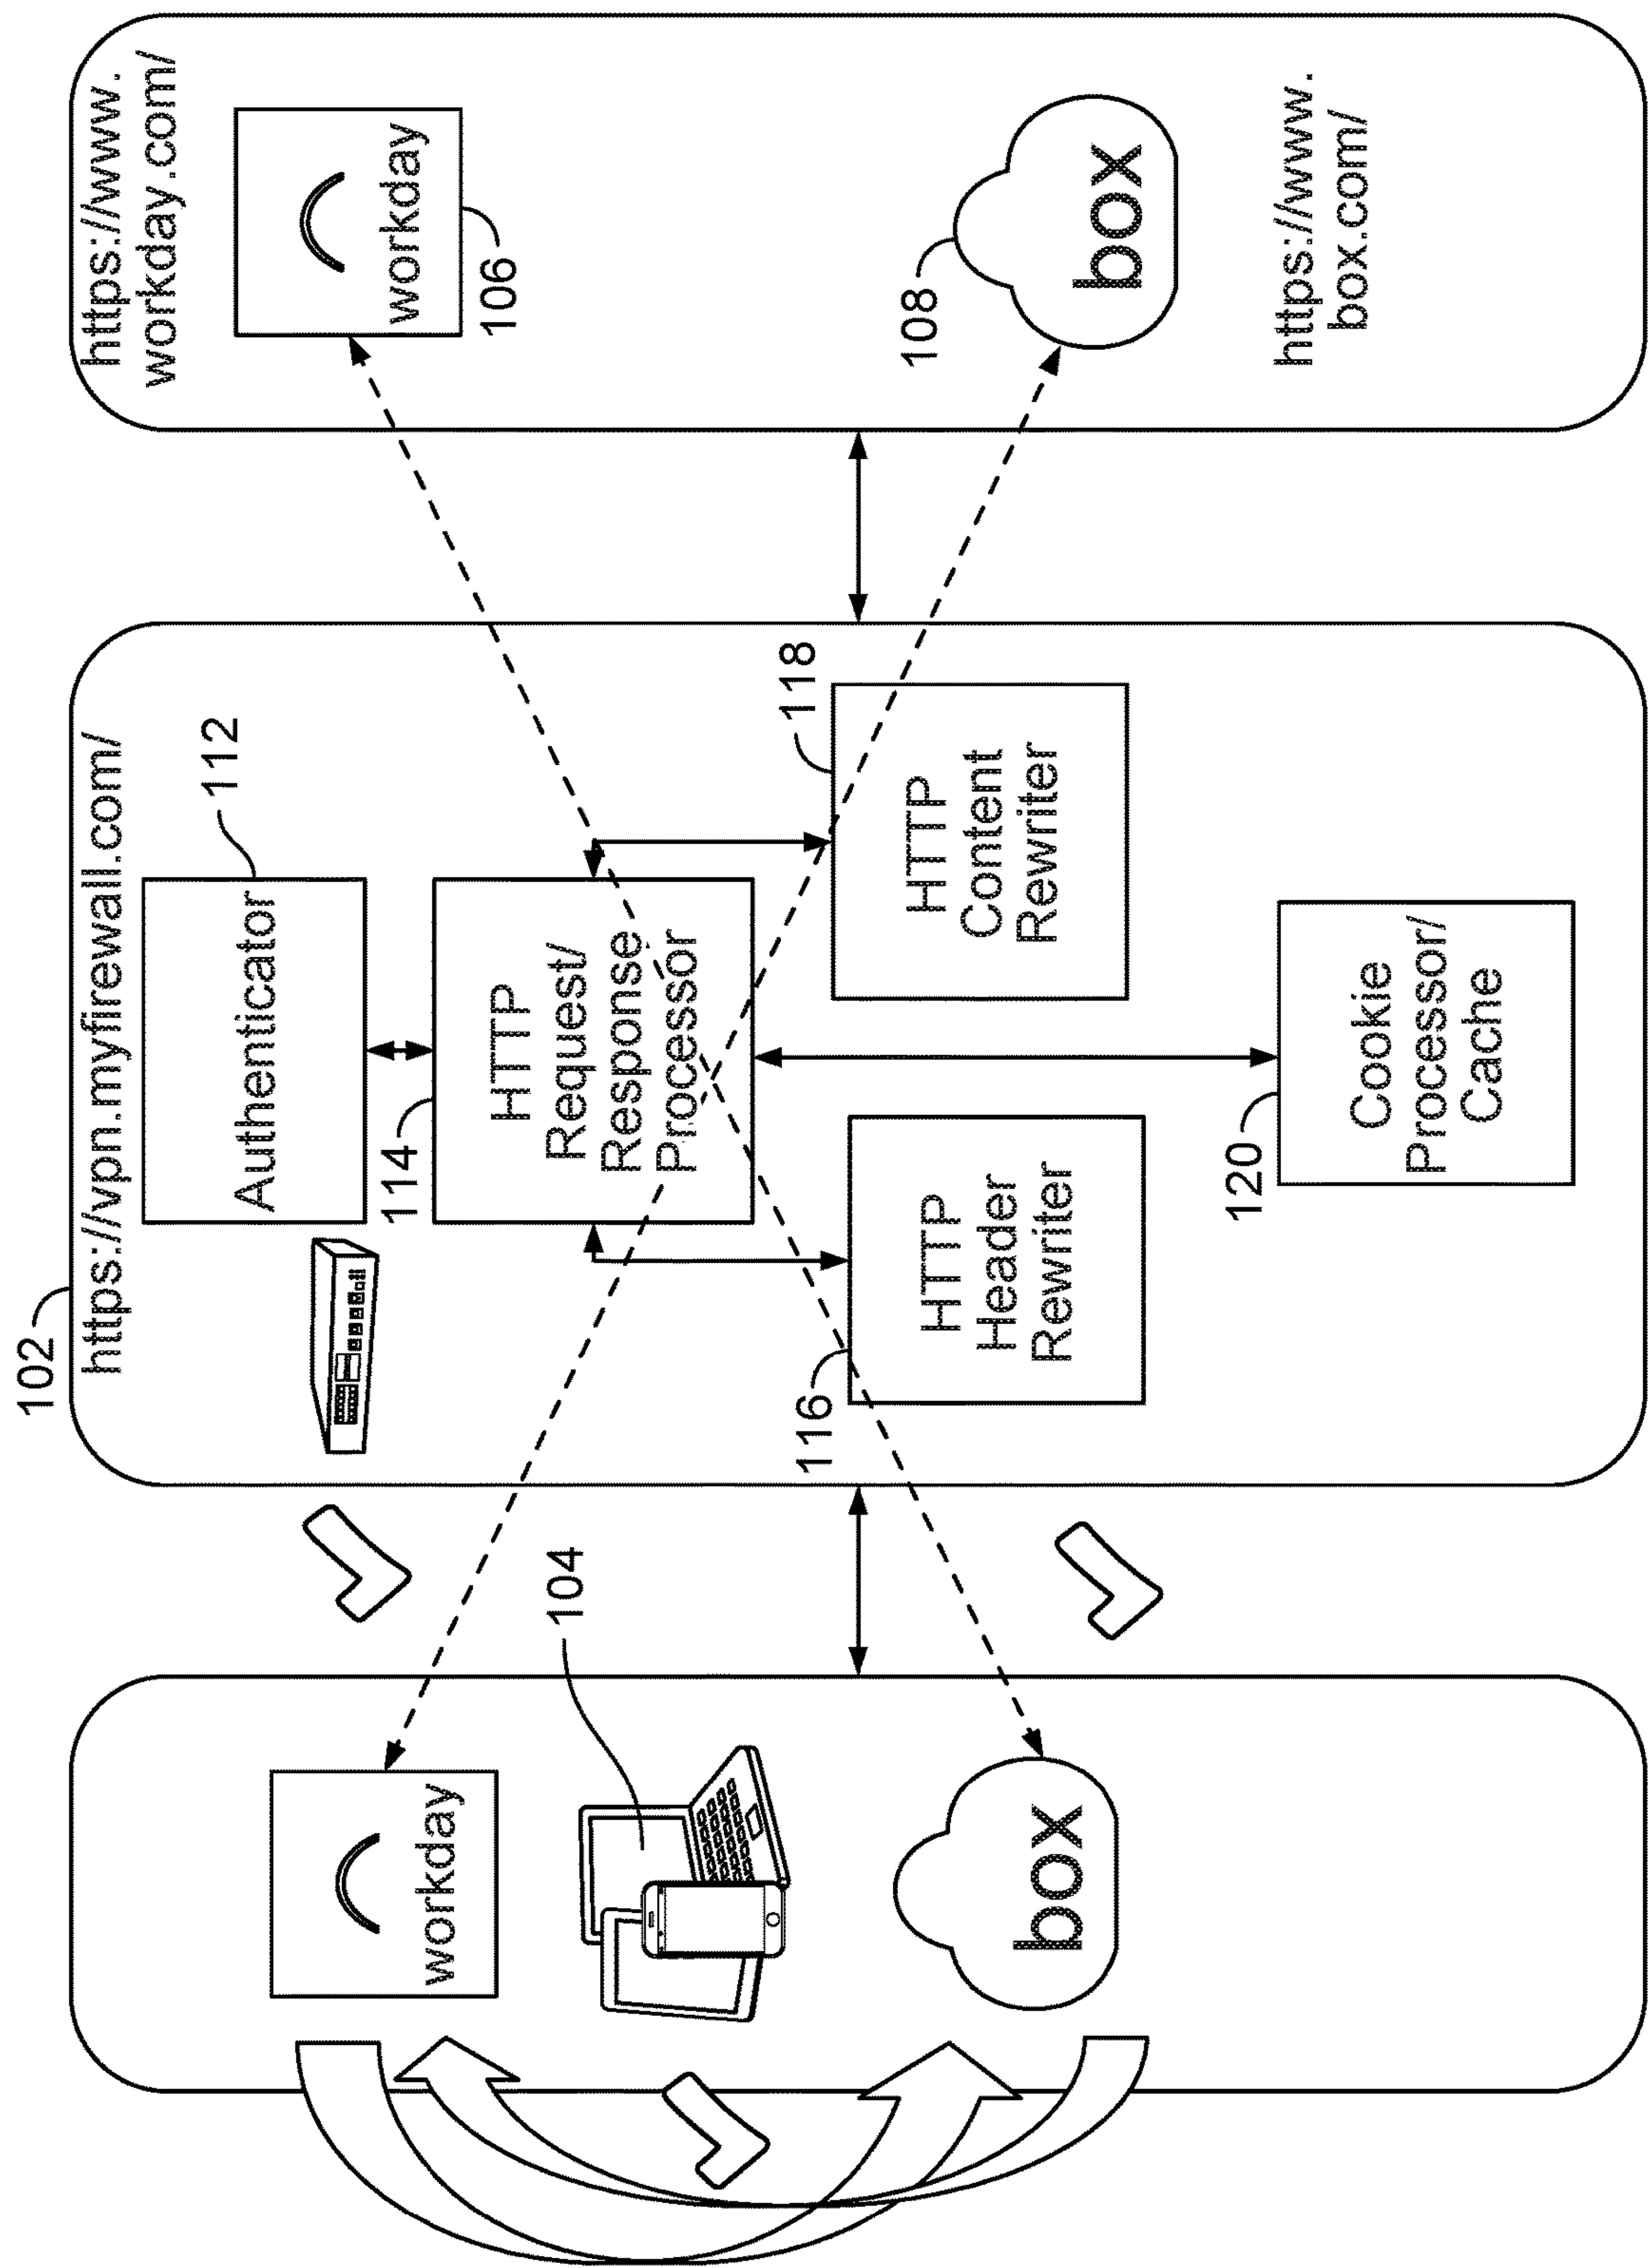 102
https://vpn.myfirewall.com/
https://www.
workday.com/
workday
104
box
Authenticator
112
114
HTTP
Request/
Response
Processor
116
HTTP
Header
Rewriter
118
HTTP
Content
Rewriter
120
Cookie
Processor/
Cache
workday
106
108
box
https://www.
box.com/